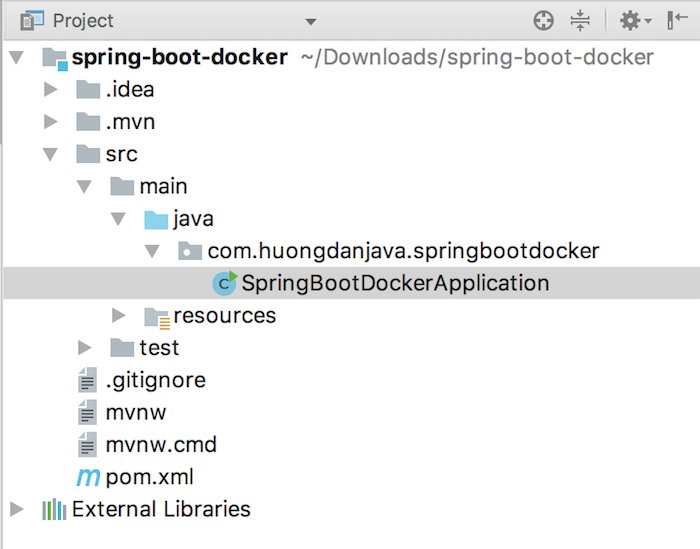 Project
spring-boot-docker ~/Downloads/spring-boot-docker
.idea
.mvn
src
main
java
com.huongdanjava.springbootdocker
C SpringBootDockerApplication
resources
test
.gitignore
mvnw
mvnw.cmd
m pom.xml
External Libraries